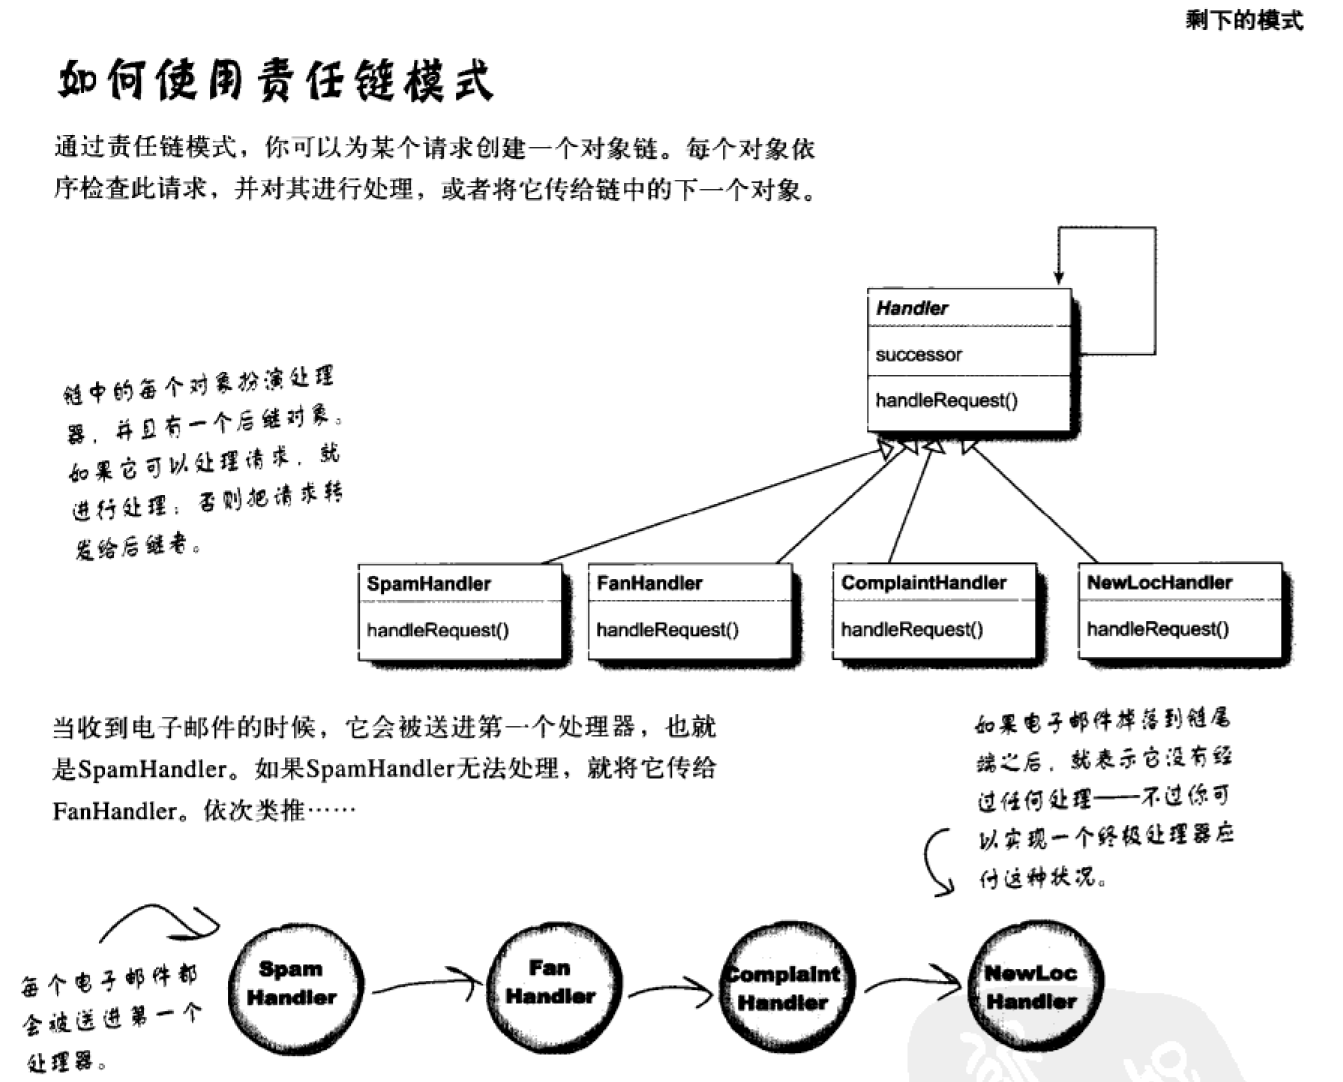 剩下的模式
如何使用责任链模式
通过责任链模式，你可以为某个请求创建一个对象链。每个对象依
序检查此请求，并对其进行处理，或者将它传给链中的下一个对象。
Handler
successor
handleRequest()
链中的每个对象扮演处理
器，并且有一个后继对象。
如果它可以处理请求，就
进行处理；否则把请求转
发给后继者。
SpamHandler
handleRequest()
FanHandler
handleRequest()
ComplaintHandler
handleRequest()
NewLocHandler
handleRequest()
当收到电子邮件的时候，它会被送进第一个处理器，也就
是SpamHandler。如果SpamHandler无法处理，就将它传给
FanHandler。依次类推……
如果电子邮件掉落到链尾
端之后，就表示它没有经
过任何处理——不过你可
以实现一个终极处理器应
付这种状况。
每个电子邮件都
会被送进第一个
处理器。
Spam
Handler
Fan
Handler
Complaint
Handler
NewLoc
Handler